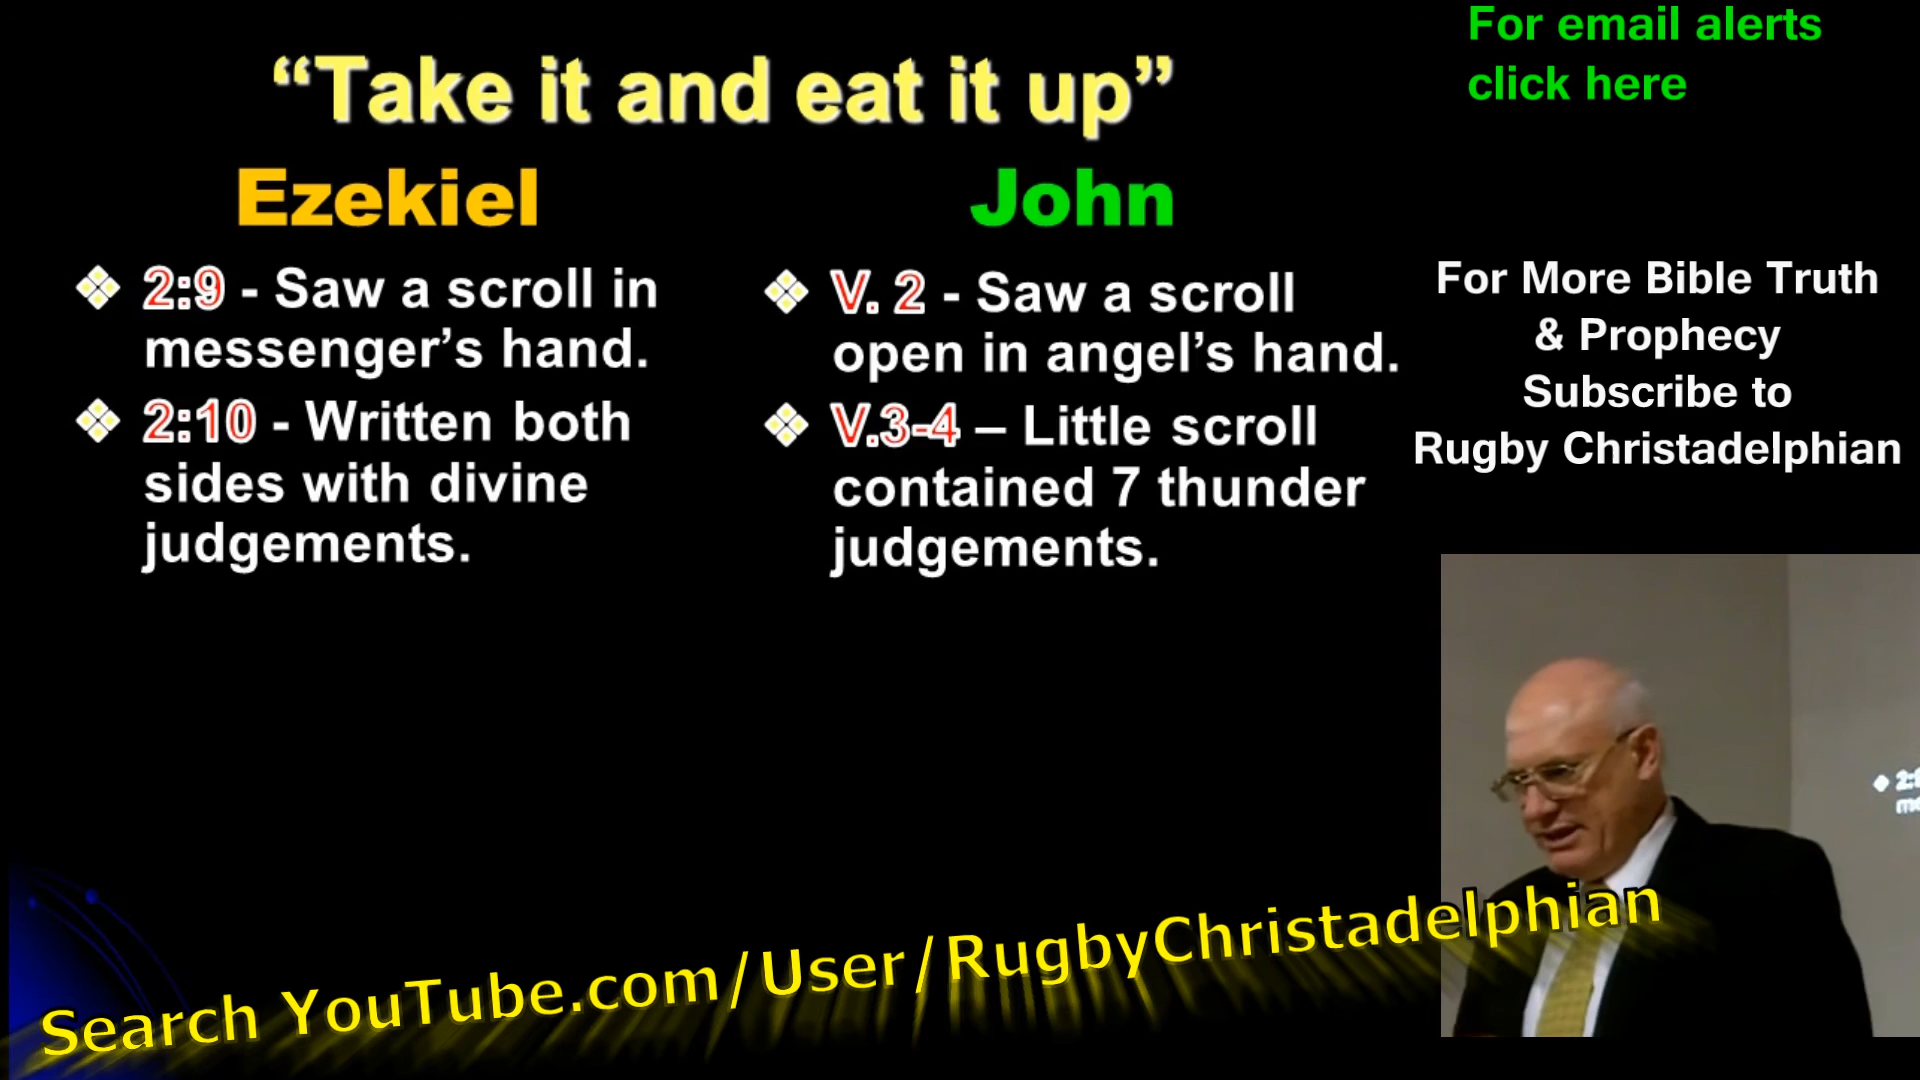 “Take it and eat it up”
Ezekiel
❖ 2:9 - Saw a scroll in
messenger’s hand.
❖ 2:10 - Written both
sides with divine
judgements.
John
❖ V. 2 - Saw a scroll
open in angel’s hand.
❖ V.3-4 – Little scroll
contained 7 thunder
judgements.
For email alerts
click here
For More Bible Truth
& Prophecy
Subscribe to
Rugby Christadelphian
Search YouTube.com/User/RugbyChristadelphian